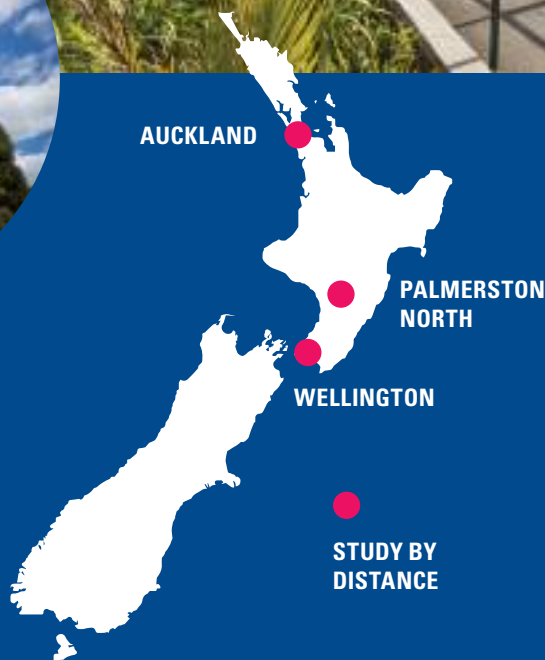 AUCKLAND
PALMERSTON
NORTH
WELLINGTON
STUDY BY
DISTANCE